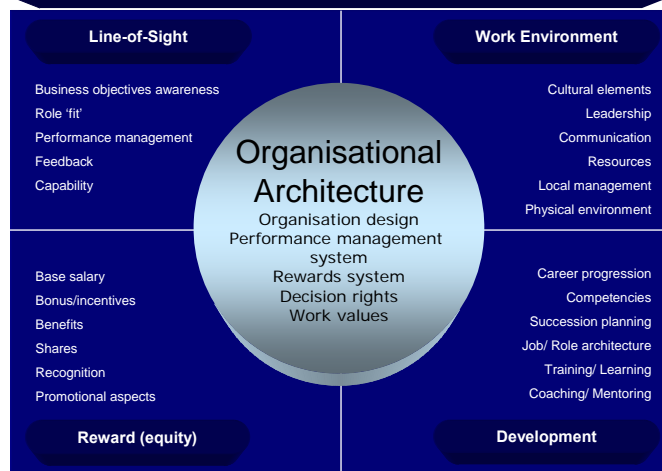 Line-of-Sight
Business objectives awareness
Role ‘fit’
Performance management
Feedback
Capability
Work Environment
Cultural elements
Leadership
Communication
Resources
Local management
Physical environment
Organisational
Architecture
Organisation design
Performance management
system
Rewards system
Decision rights
Work values
Base salary
Bonus/incentives
Benefits
Shares
Recognition
Promotional aspects
Reward (equity)
Career progression
Competencies
Succession planning
Job/ Role architecture
Training/ Learning
Coaching/ Mentoring
Development